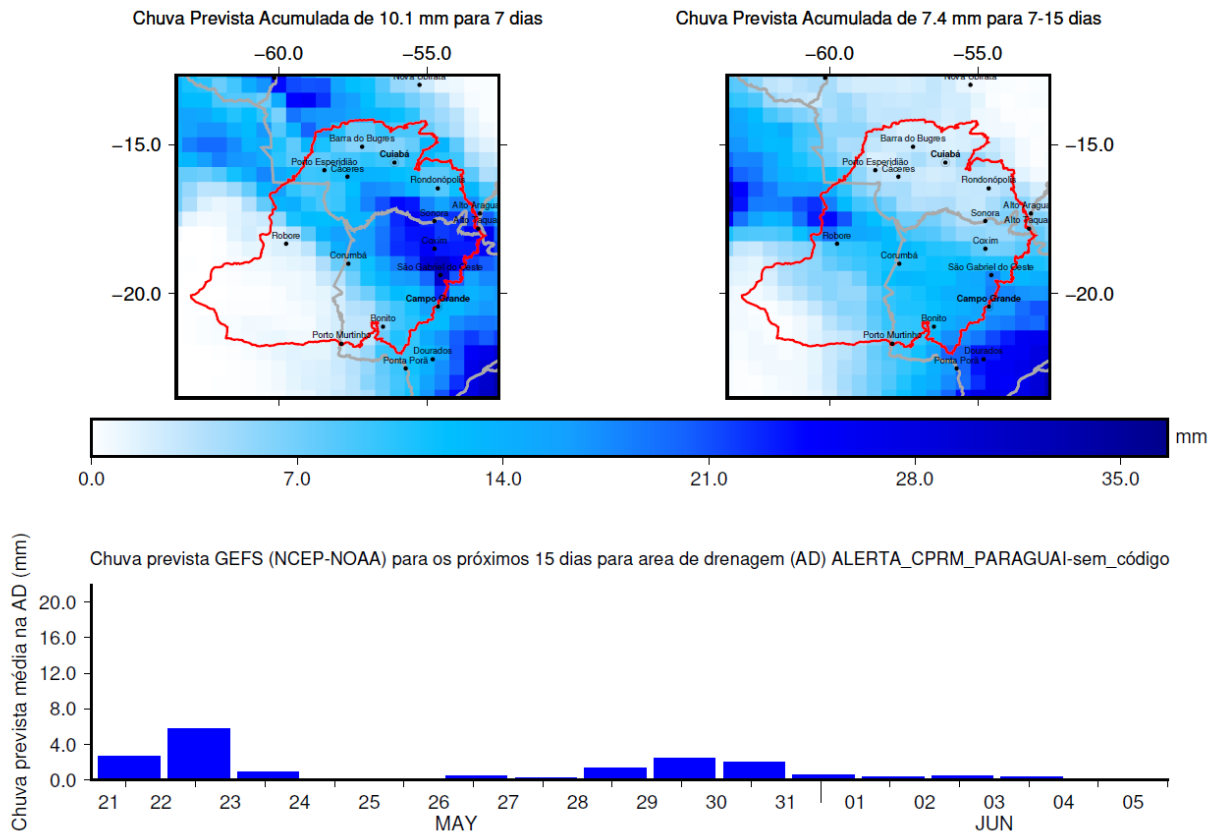 Chuva Prevista Acumulada de 10.1 mm para 7 dias
Chuva Prevista Acumulada de 7.4 mm para 7-15 dias
−60.0 −55.0
−60.0 −55.0
−15.0
−20.0
−15.0
−20.0
Nova Ubiratã
Barra do Bugres
Cuiabá
Porto Esperidião
Cáceres
Rondonópolis
Alto Aragua
Sonora
Alto Taqua
Robore
Coxim
Corumbá
São Gabriel do Oeste
Campo Grande
Bonito
Porto Murtinho
Dourados
Ponta Porã
Nova Ubiratã
Barra do Bugres
Cuiabá
Porto Esperidião
Cáceres
Rondonópolis
Alto Aragua
Sonora
Alto Taqua
Robore
Coxim
Corumbá
São Gabriel do Oeste
Campo Grande
Bonito
Porto Murtinho
Dourados
Ponta Porã
mm
0.0 7.0 14.0 21.0 28.0 35.0
Chuva prevista GEFS (NCEP-NOAA) para os próximos 15 dias para area de drenagem (AD) ALERTA_CPRM_PARAGUAI-sem_código
Chuva prevista média na AD (mm)
20.0
16.0
12.0
8.0
4.0
0.0
21 22 23 24 25 26 27 28 29 30 31 01 02 03 04 05
MAY JUN